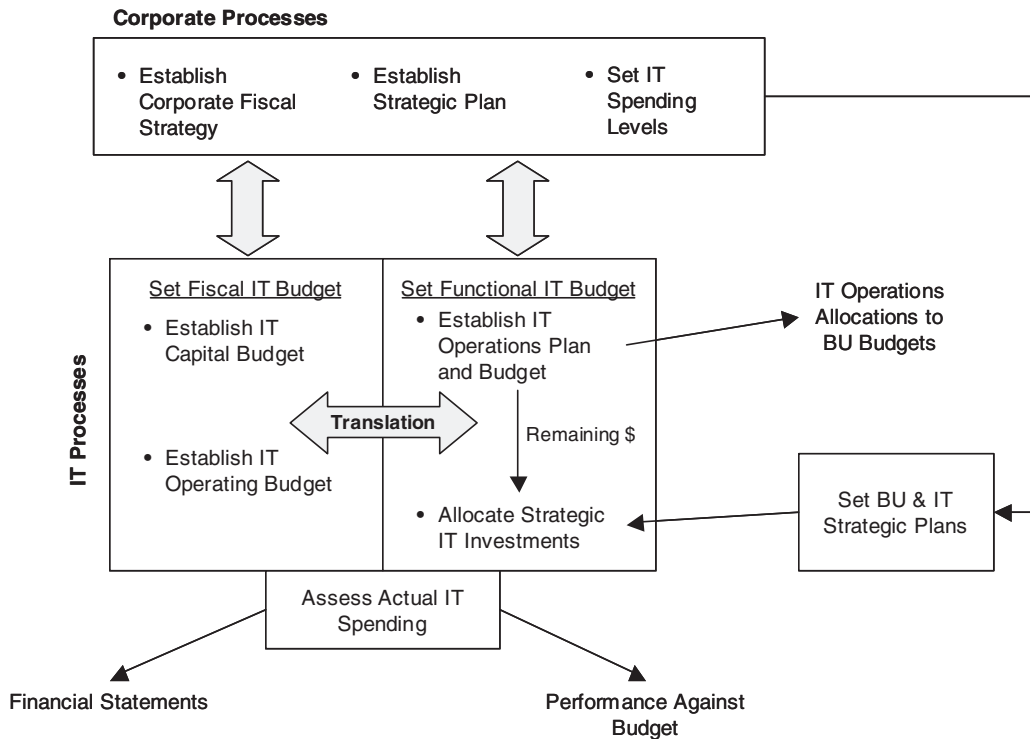 Corporate Processes
• Establish
Corporate Fiscal
Strategy
• Establish
Strategic Plan
• Set IT
Spending
Levels
IT Processes
Set Fiscal IT Budget
• Establish IT
Capital Budget
• Establish IT
Operating Budget
Translation
Set Functional IT Budget
• Establish IT
Operations Plan
and Budget
Remaining $
• Allocate Strategic
IT Investments
IT Operations
Allocations to
BU Budgets
Set BU & IT
Strategic Plans
Assess Actual IT
Spending
Financial Statements
Performance Against
Budget